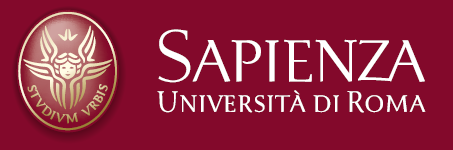 STVDIVM VRBIS
SAPIENZA
UNIVERSITÀ DI ROMA